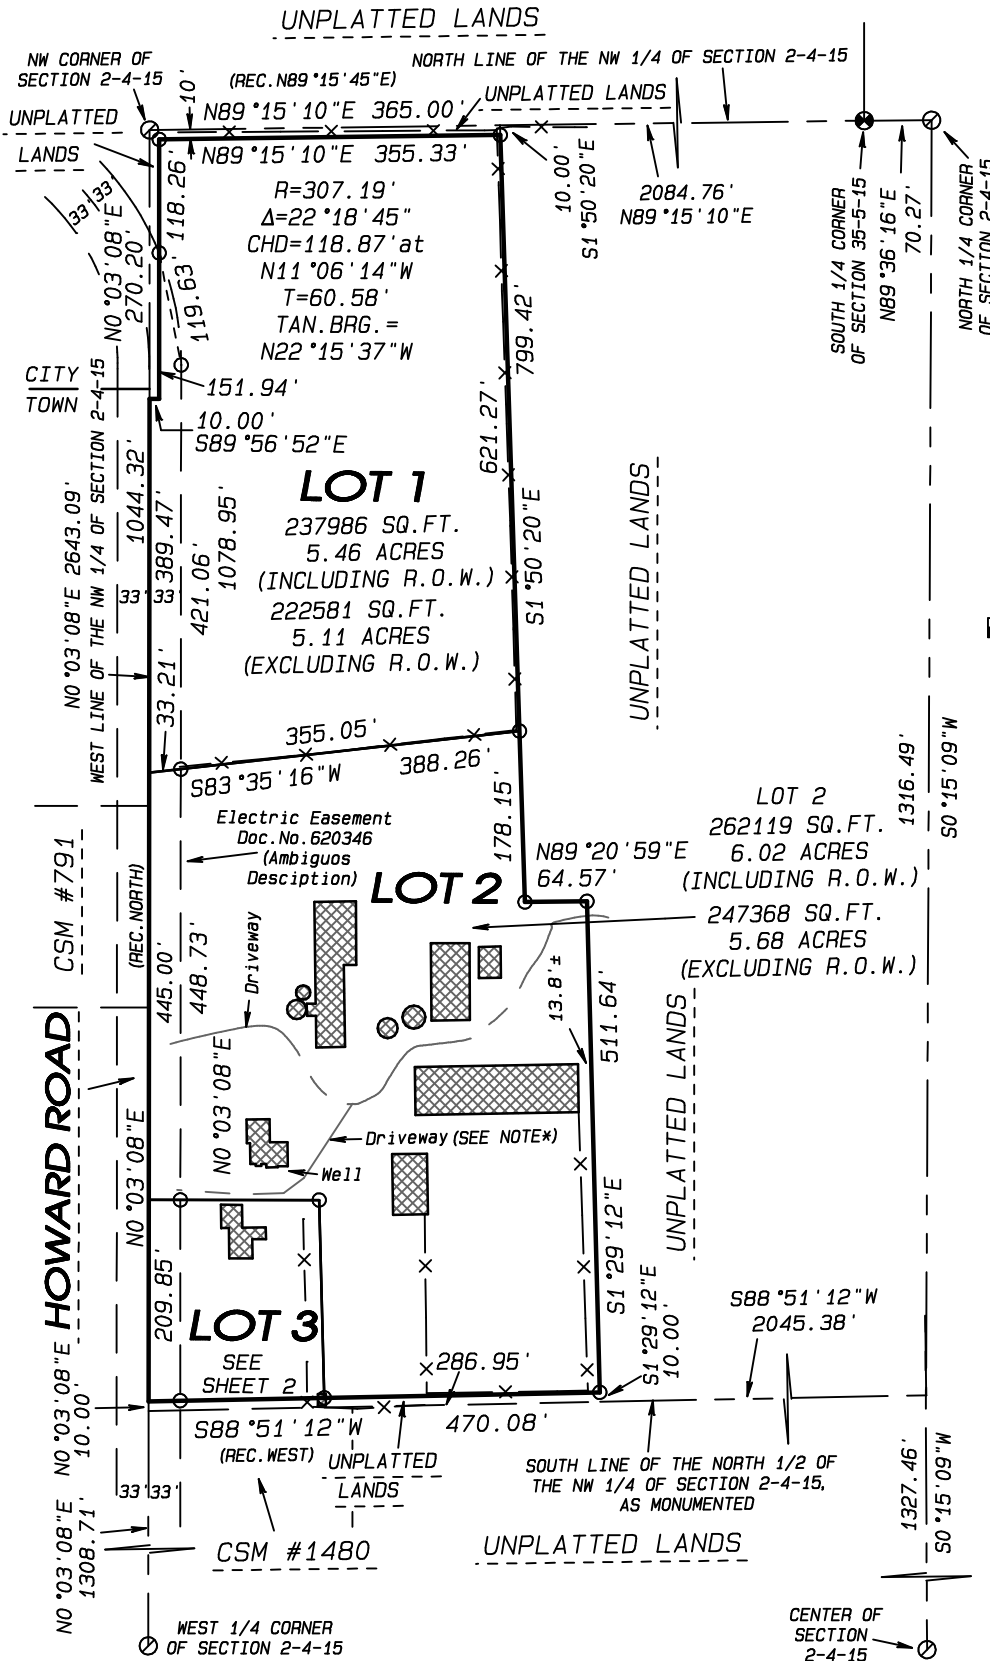 UNPLATTED LANDS
NW CORNER OF
SECTION 2-4-15
NORTH LINE OF THE NW 1/4 OF SECTION 2-4-15
(REC.N89°15'45"E)
10'
N89°15'10"E 365.00'
UNPLATTED LANDS
UNPLATTED
LANDS
N89°15'10"E 355.33'
10.00'
S1°50'20"E
2084.76'
N89°15'10"E
SOUTH 1/4 CORNER
OF SECTION 35-5-15
N89°36'16"E
70.27'
NORTH 1/4 CORNER
OF SECTION 2-4-15
33'33'
118.26'
N0°03'08"E
270.20'
119.63'
R=307.19'
Δ=22°18'45"
CHD=118.87'at
N11°06'14"W
T=60.58'
TAN.BRG.=
N22°15'37"W
CITY
TOWN
151.94'
10.00'
S89°56'52"E
799.42'
621.27'
S1°50'20"E
UNPLATTED LANDS
LOT 1
237986 SQ.FT.
5.46 ACRES
(INCLUDING R.O.W.)
222581 SQ.FT.
5.11 ACRES
(EXCLUDING R.O.W.)
N0°03'08"E 2643.09'
WEST LINE OF THE NW 1/4 OF SECTION 2-4-15
1044.32'
389.47'
421.06'
1078.95'
33'33'
33.21'
355.05'
388.26'
S83°35'16"W
178.15'
1316.49'
S0°15'09"W
Electric Easement
Doc.No.620346
(Ambiguos
Desciption)
LOT 2
N89°20'59"E
64.57'
LOT 2
262119 SQ.FT.
6.02 ACRES
(INCLUDING R.O.W.)
247368 SQ.FT.
5.68 ACRES
(EXCLUDING R.O.W.)
CSM #791
(REC.NORTH)
445.00'
448.73'
Driveway
13.8'±
511.64'
UNPLATTED LANDS
HOWARD ROAD
N0°03'08"E
N0°03'08"E
Driveway(SEE NOTE*)
Well
S1°29'12"E
S1°29'12"E
10.00'
209.85'
LOT 3
SEE
SHEET 2
S88°51'12"W
2045.38'
N0°03'08"E
10.00'
286.95'
470.08'
S88°51'12"W
(REC.WEST)
UNPLATTED
LANDS
SOUTH LINE OF THE NORTH 1/2 OF
THE NW 1/4 OF SECTION 2-4-15,
AS MONUMENTED
33'33'
N0°03'08"E
1308.71'
CSM #1480
UNPLATTED LANDS
1327.46'
S0°15'09"W
WEST 1/4 CORNER
OF SECTION 2-4-15
CENTER OF
SECTION
2-4-15